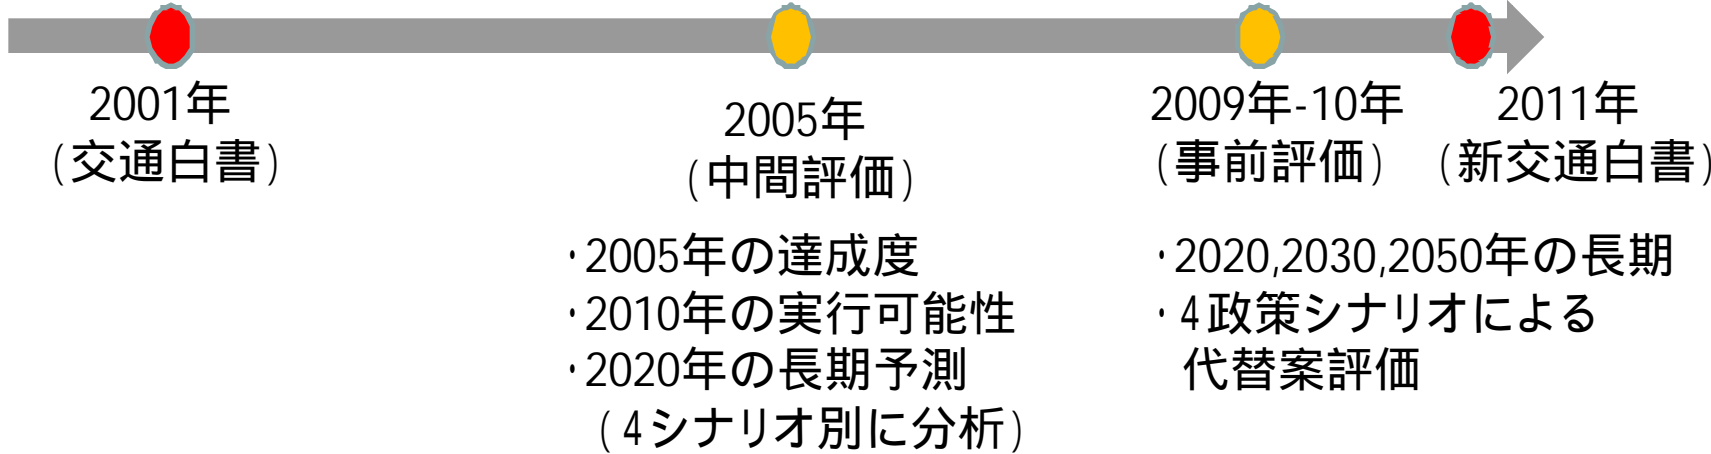 2001年
(交通白書)
2005年
(中間評価)
・2005年の達成度
・2010年の実行可能性
・2020年の長期予測
(4シナリオ別に分析)
2009年-10年
(事前評価)
・2020,2030,2050年の長期
・4政策シナリオによる
代替案評価
2011年
(新交通白書)